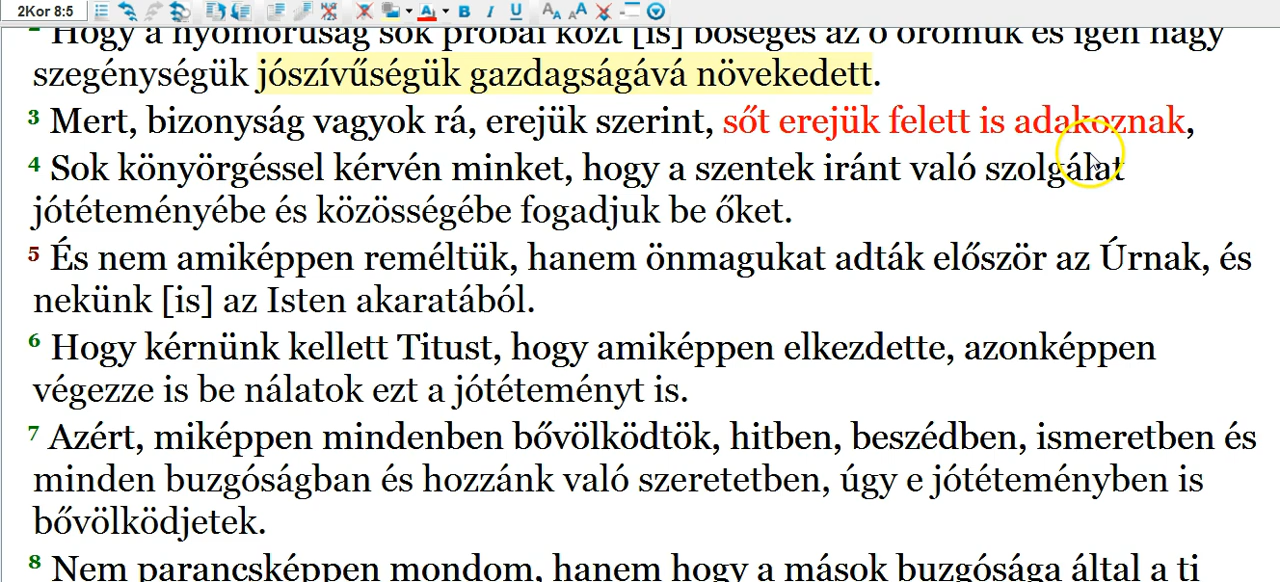 2Kor 8:5
2 Hogy a nyomorúság sok próbái közt [is] bőséges az ő örömük és igen nagy
szegénységük jószívűségük gazdagságává növekedett.
3 Mert, bizonyság vagyok rá, erejük szerint, sőt erejük felett is adakoznak,
4 Sok könyörgéssel kérvén minket, hogy a szentek iránt való szolgálat
jótéteményébe és közösségébe fogadjuk be őket.
5 És nem amiképpen reméltük, hanem önmagukat adták először az Úrnak, és
nekünk [is] az Isten akaratából.
6 Hogy kérnünk kellett Titust, hogy amiképpen elkezdette, azonképpen
végezze is be nálatok ezt a jótéteményt is.
7 Azért, miképpen mindenben bővölködtök, hitben, beszédben, ismeretben és
minden buzgóságban és hozzánk való szeretetben, úgy e jótéteményben is
bővölködjetek.
8 Nem parancsképpen mondom, hanem hogy a mások buzgósága által a ti